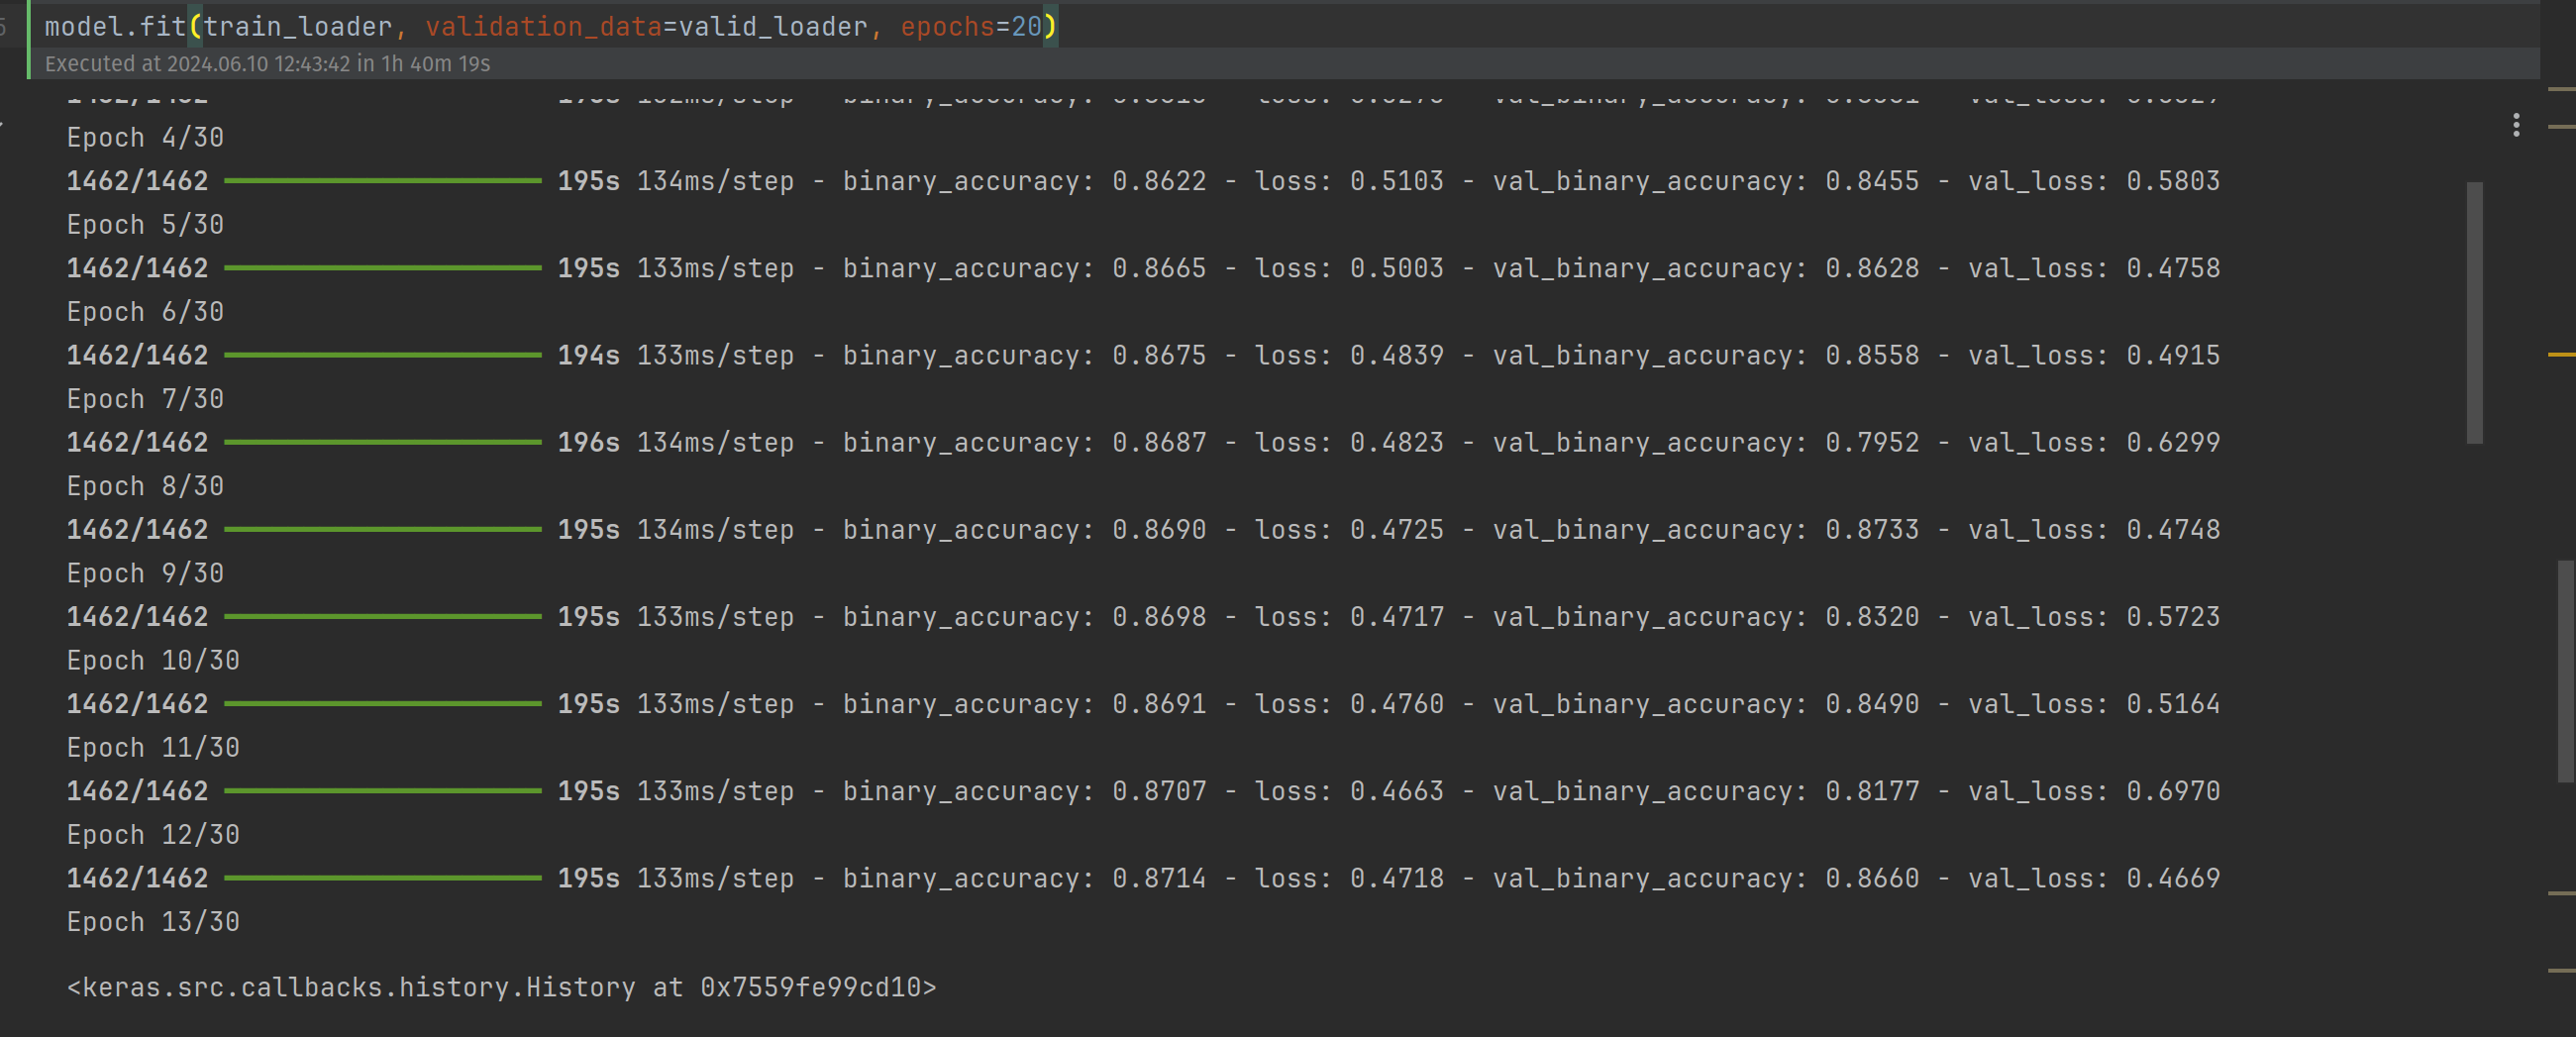 model.fit(train_loader, validation_data=valid_loader, epochs=20)
Executed at 2024.06.10 12:43:42 in 1h 40m 19s
Epoch 4/30
1462/1462 195s 134ms/step - binary_accuracy: 0.8622 - loss: 0.5103 - val_binary_accuracy: 0.8455 - val_loss: 0.5803
Epoch 5/30
1462/1462 195s 133ms/step - binary_accuracy: 0.8665 - loss: 0.5003 - val_binary_accuracy: 0.8628 - val_loss: 0.4758
Epoch 6/30
1462/1462 194s 133ms/step - binary_accuracy: 0.8675 - loss: 0.4839 - val_binary_accuracy: 0.8558 - val_loss: 0.4915
Epoch 7/30
1462/1462 196s 134ms/step - binary_accuracy: 0.8687 - loss: 0.4823 - val_binary_accuracy: 0.7952 - val_loss: 0.6299
Epoch 8/30
1462/1462 195s 134ms/step - binary_accuracy: 0.8690 - loss: 0.4725 - val_binary_accuracy: 0.8733 - val_loss: 0.4748
Epoch 9/30
1462/1462 195s 133ms/step - binary_accuracy: 0.8698 - loss: 0.4717 - val_binary_accuracy: 0.8320 - val_loss: 0.5723
Epoch 10/30
1462/1462 195s 133ms/step - binary_accuracy: 0.8691 - loss: 0.4760 - val_binary_accuracy: 0.8490 - val_loss: 0.5164
Epoch 11/30
1462/1462 195s 133ms/step - binary_accuracy: 0.8707 - loss: 0.4663 - val_binary_accuracy: 0.8177 - val_loss: 0.6970
Epoch 12/30
1462/1462 195s 133ms/step - binary_accuracy: 0.8714 - loss: 0.4718 - val_binary_accuracy: 0.8660 - val_loss: 0.4669
Epoch 13/30
<keras.src.callbacks.history.History at 0x7559fe99cd10>